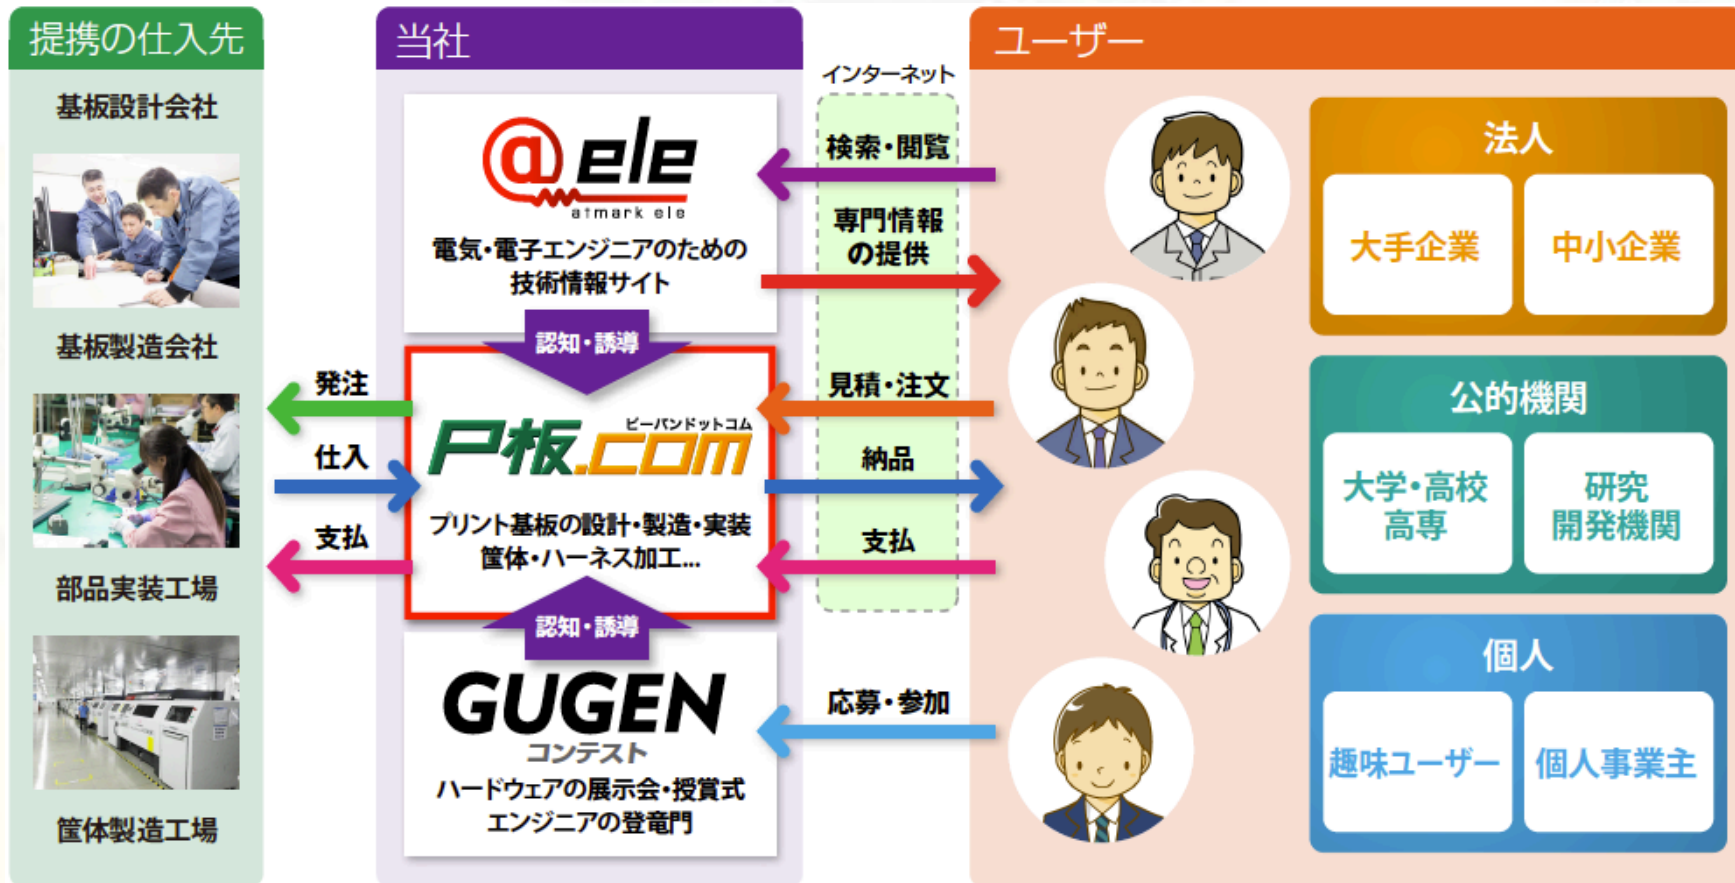 提携の仕入先
基板設計会社
基板製造会社
部品実装工場
筐体製造工場
発注
仕入
支払
当社
@ele
atmark ele
電気・電子エンジニアのための
技術情報サイト
認知・誘導
ピーバンドットコム
P板.com
プリント基板の設計・製造・実装
筐体・ハーネス加工...
認知・誘導
GUGEN
コンテスト
ハードウェアの展示会・授賞式
エンジニアの登竜門
インターネット
検索・閲覧
専門情報
の提供
見積・注文
納品
支払
応募・参加
ユーザー
法人
大手企業
中小企業
公的機関
大学・高校
高専
研究
開発機関
個人
趣味ユーザー
個人事業主